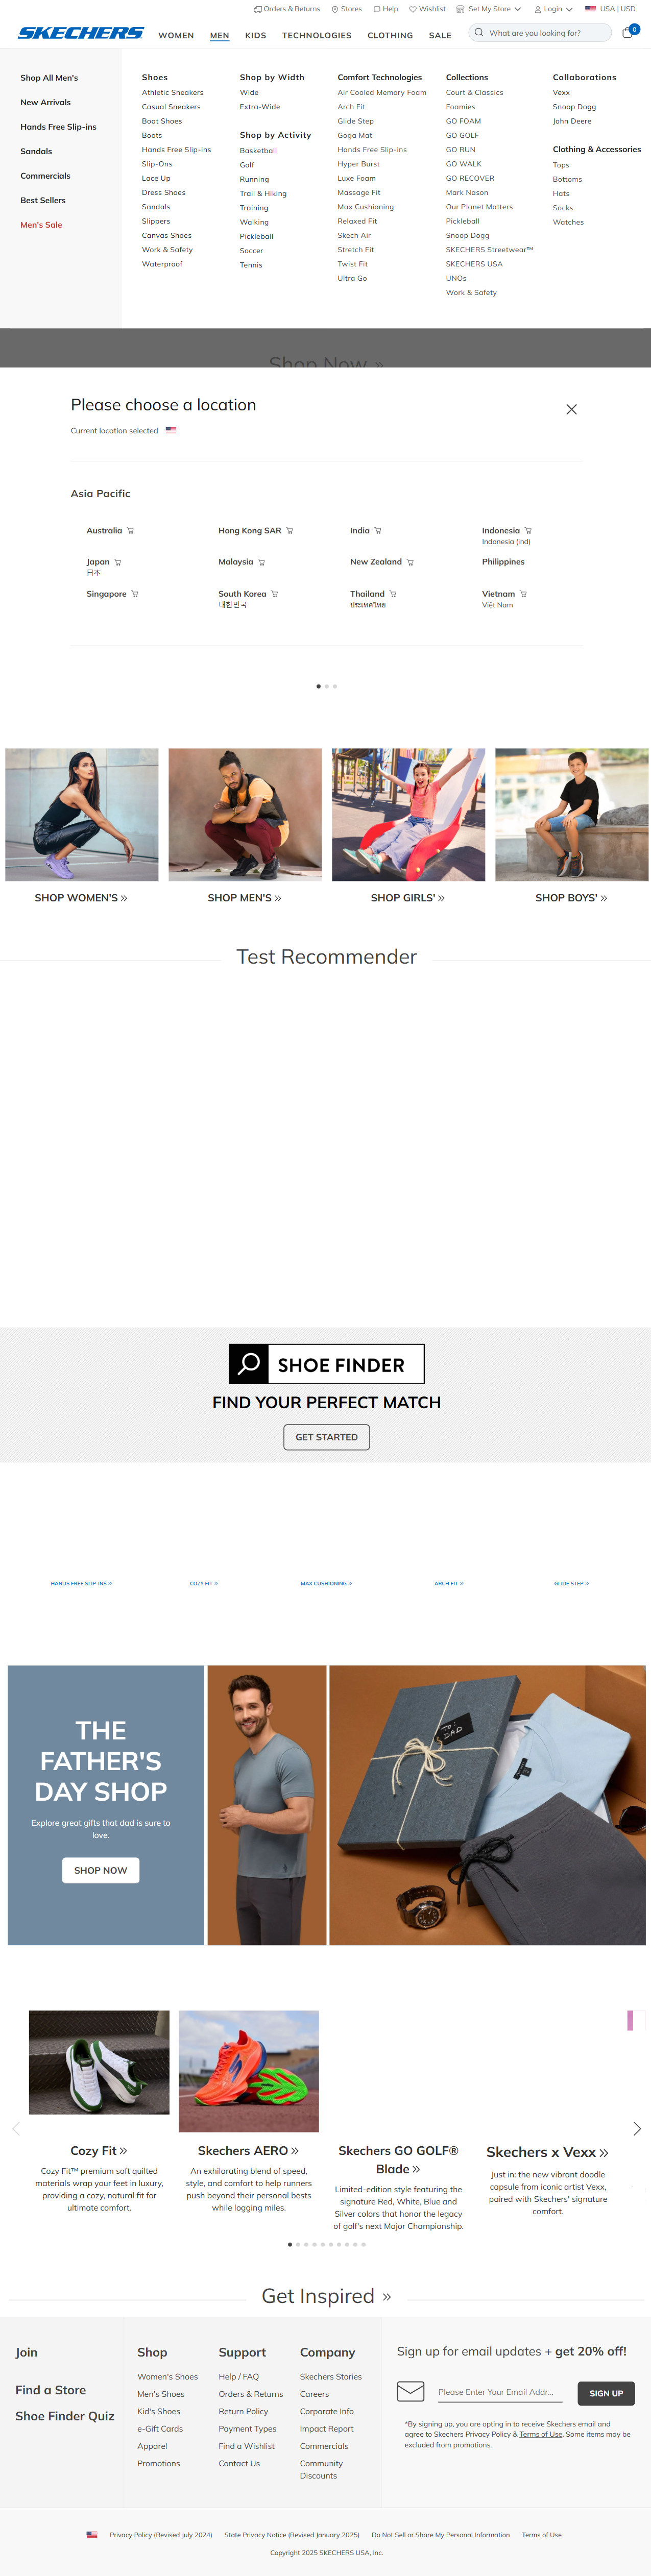 Orders & Returns
Stores
Help
Wishlist
Set My Store
Login
USA | USD
SKECHERS
WOMEN
MEN
KIDS
TECHNOLOGIES
CLOTHING
SALE
What are you looking for?
0
Shop All Men's
New Arrivals
Hands Free Slip-ins
Sandals
Commercials
Best Sellers
Men's Sale
Shoes
Athletic Sneakers
Casual Sneakers
Boat Shoes
Boots
Hands Free Slip-ins
Slip-Ons
Lace Up
Dress Shoes
Sandals
Slippers
Canvas Shoes
Work & Safety
Waterproof
Shop by Width
Wide
Extra-Wide
Shop by Activity
Basketball
Golf
Running
Trail & Hiking
Training
Walking
Pickleball
Soccer
Tennis
Comfort Technologies
Air Cooled Memory Foam
Arch Fit
Glide Step
Goga Mat
Hands Free Slip-ins
Hyper Burst
Luxe Foam
Massage Fit
Max Cushioning
Relaxed Fit
Skech Air
Stretch Fit
Twist Fit
Ultra Go
Collections
Court & Classics
Foamies
GO FOAM
GO GOLF
GO RUN
GO WALK
GO RECOVER
Mark Nason
Our Planet Matters
Pickleball
Snoop Dogg
SKECHERS Streetwear™
SKECHERS USA
UNOs
Work & Safety
Collaborations
Vexx
Snoop Dogg
John Deere
Clothing & Accessories
Tops
Bottoms
Hats
Socks
Watches
Shop Now »
Please choose a location
Current location selected
Asia Pacific
Australia
Hong Kong SAR
India
Indonesia
Indonesia (ind)
Japan
日本
Malaysia
New Zealand
Philippines
Singapore
South Korea
대한민국
Thailand
ประเทศไทย
Vietnam
Việt Nam
SHOP WOMEN'S »
SHOP MEN'S »
SHOP GIRLS' »
SHOP BOYS' »
Test Recommender
SHOE FINDER
FIND YOUR PERFECT MATCH
GET STARTED
HANDS FREE SLIP-INS »
COZY FIT »
MAX CUSHIONING »
ARCH FIT »
GLIDE STEP »
THE
FATHER'S
DAY SHOP
Explore great gifts that dad is sure to
love.
SHOP NOW
TO:
DAD
Cozy Fit »
Cozy Fit™ premium soft quilted
materials wrap your feet in luxury,
providing a cozy, natural fit for
ultimate comfort.
Skechers AERO »
An exhilarating blend of speed,
style, and comfort to help runners
push beyond their personal bests
while logging miles.
Skechers GO GOLF®
Blade »
Limited-edition style featuring the
signature Red, White, Blue and
Silver colors that honor the legacy
of golf's next Major Championship.
Skechers x Vexx »
Just in: the new vibrant doodle
capsule from iconic artist Vexx,
paired with Skechers' signature
comfort.
Get Inspired »
Join
Find a Store
Shoe Finder Quiz
Shop
Women's Shoes
Men's Shoes
Kid's Shoes
e-Gift Cards
Apparel
Promotions
Support
Help / FAQ
Orders & Returns
Return Policy
Payment Types
Find a Wishlist
Contact Us
Company
Skechers Stories
Careers
Corporate Info
Impact Report
Commercials
Community
Discounts
Sign up for email updates + get 20% off!
Please Enter Your Email Addr...
SIGN UP
*By signing up, you are opting in to receive Skechers email and
agree to Skechers Privacy Policy & Terms of Use. Some items may be
excluded from promotions.
Privacy Policy (Revised July 2024)
State Privacy Notice (Revised January 2025)
Do Not Sell or Share My Personal Information
Terms of Use
Copyright 2025 SKECHERS USA, Inc.